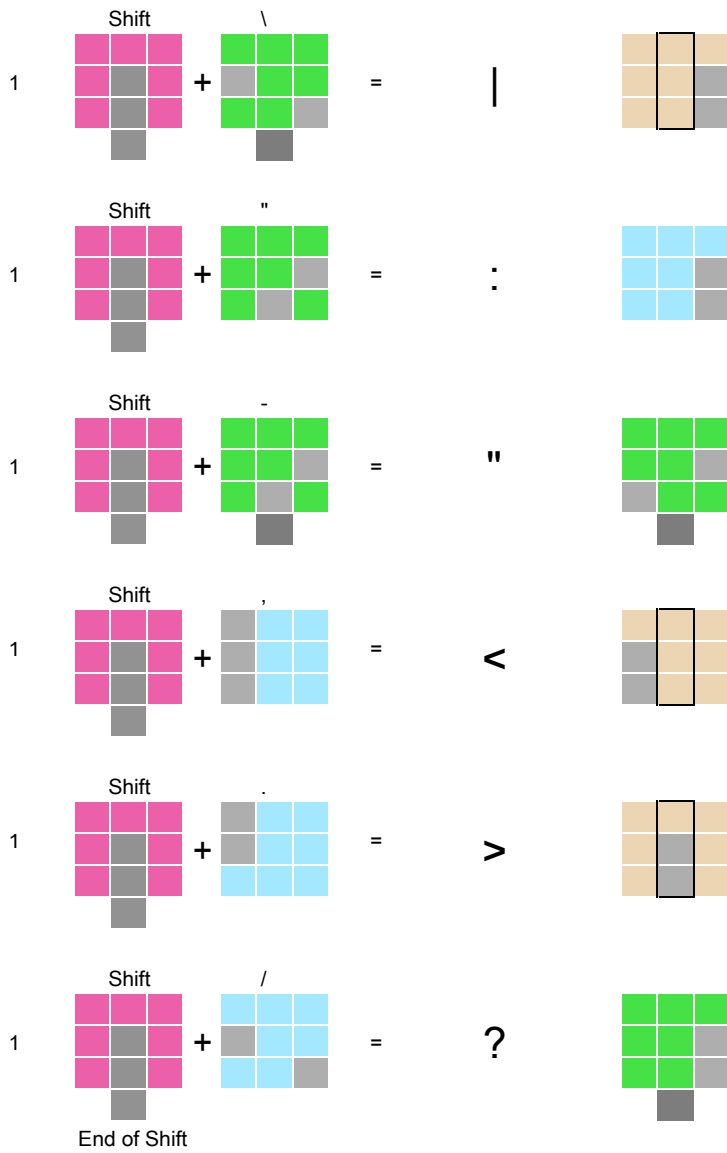 Shift \
1 + = |
Shift "
1 + = :
Shift -
1 + = "
Shift ,
1 + = <
Shift .
1 + = >
Shift /
1 + = ?
End of Shift